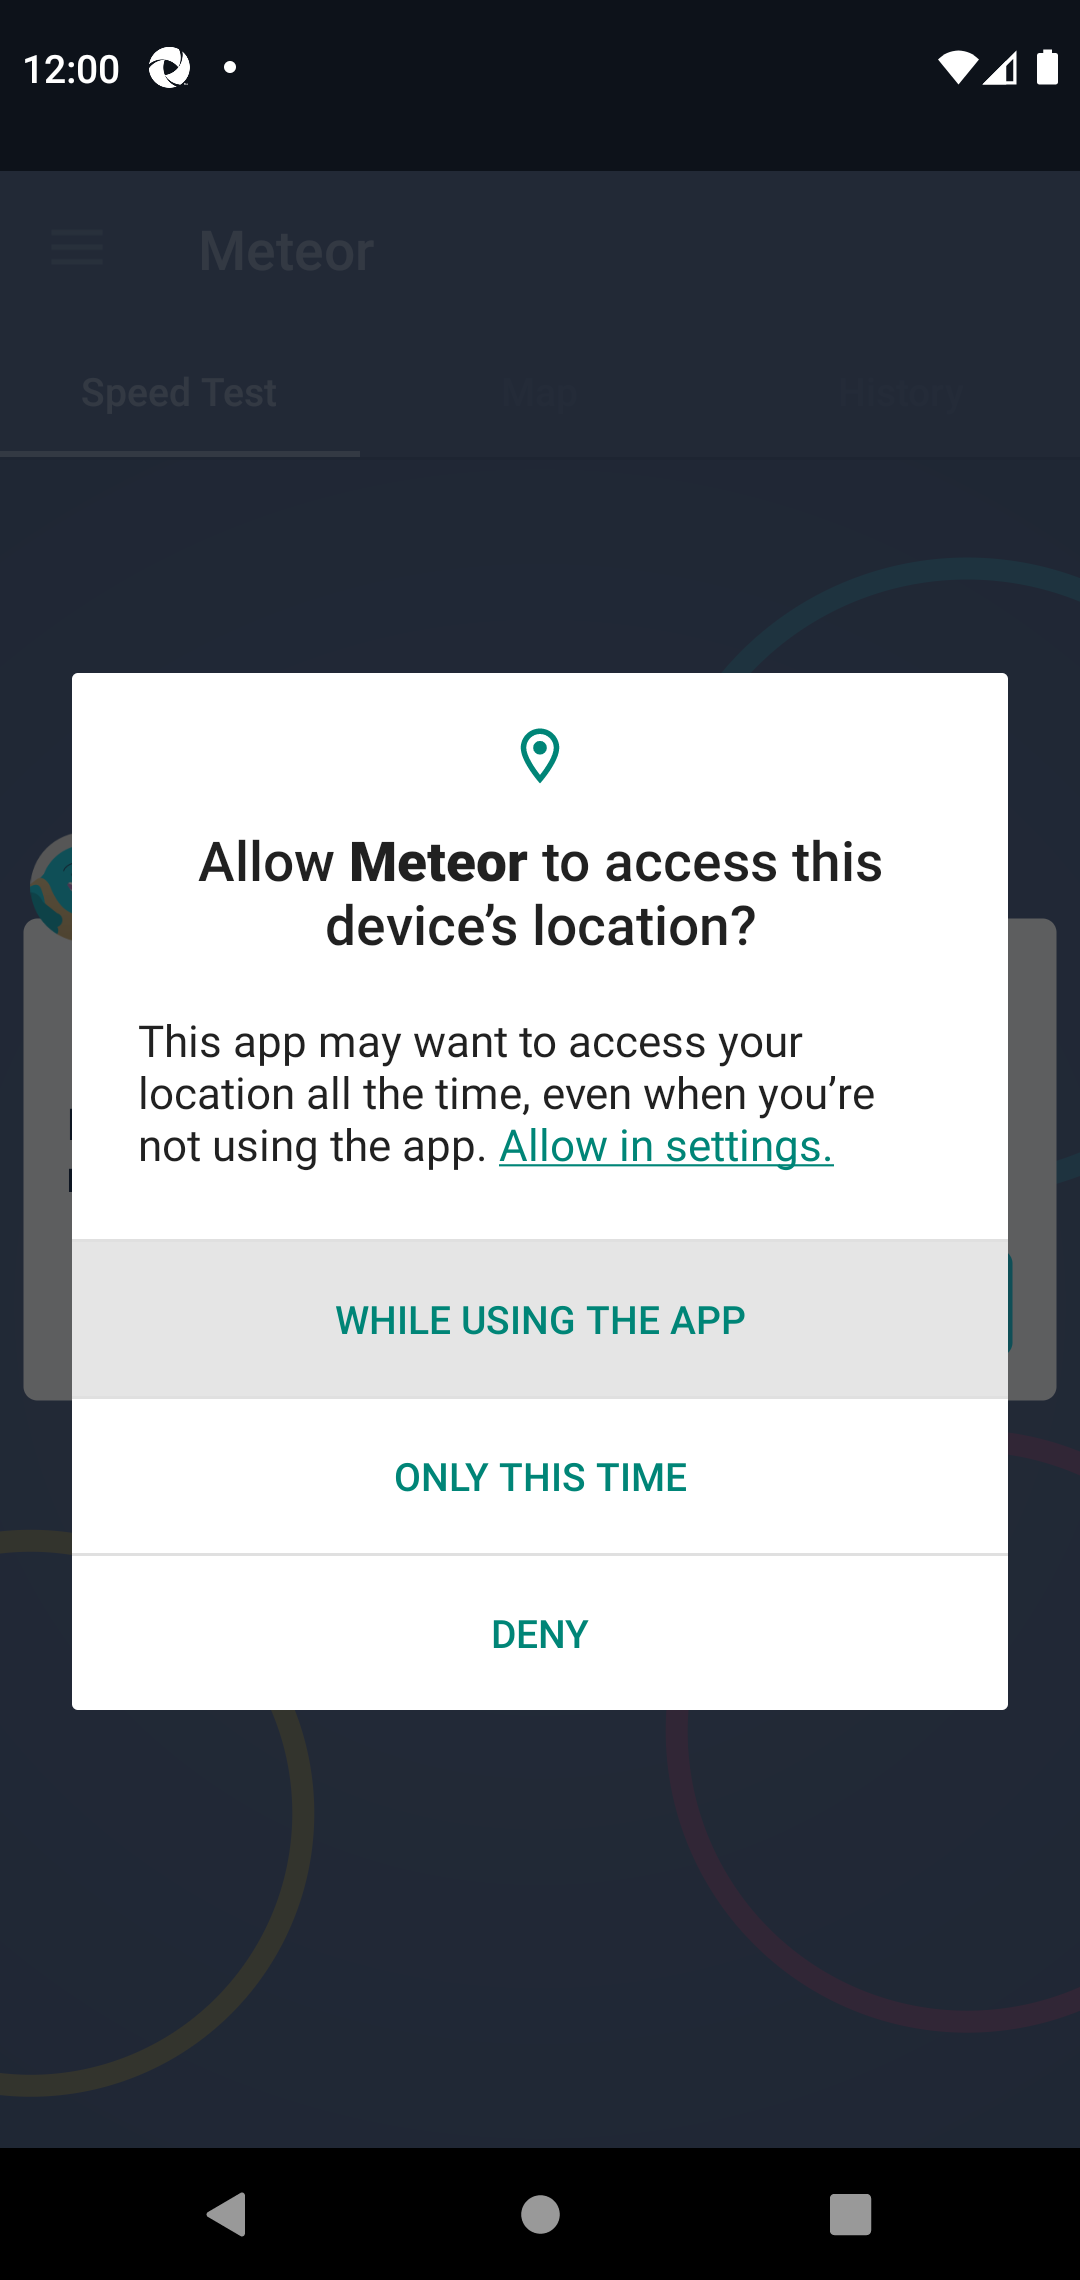 12:00
Meteor
Speed Test
Map
History
Allow Meteor to access this
device’s location?
This app may want to access your
location all the time, even when you’re
not using the app. Allow in settings.
WHILE USING THE APP
ONLY THIS TIME
DENY